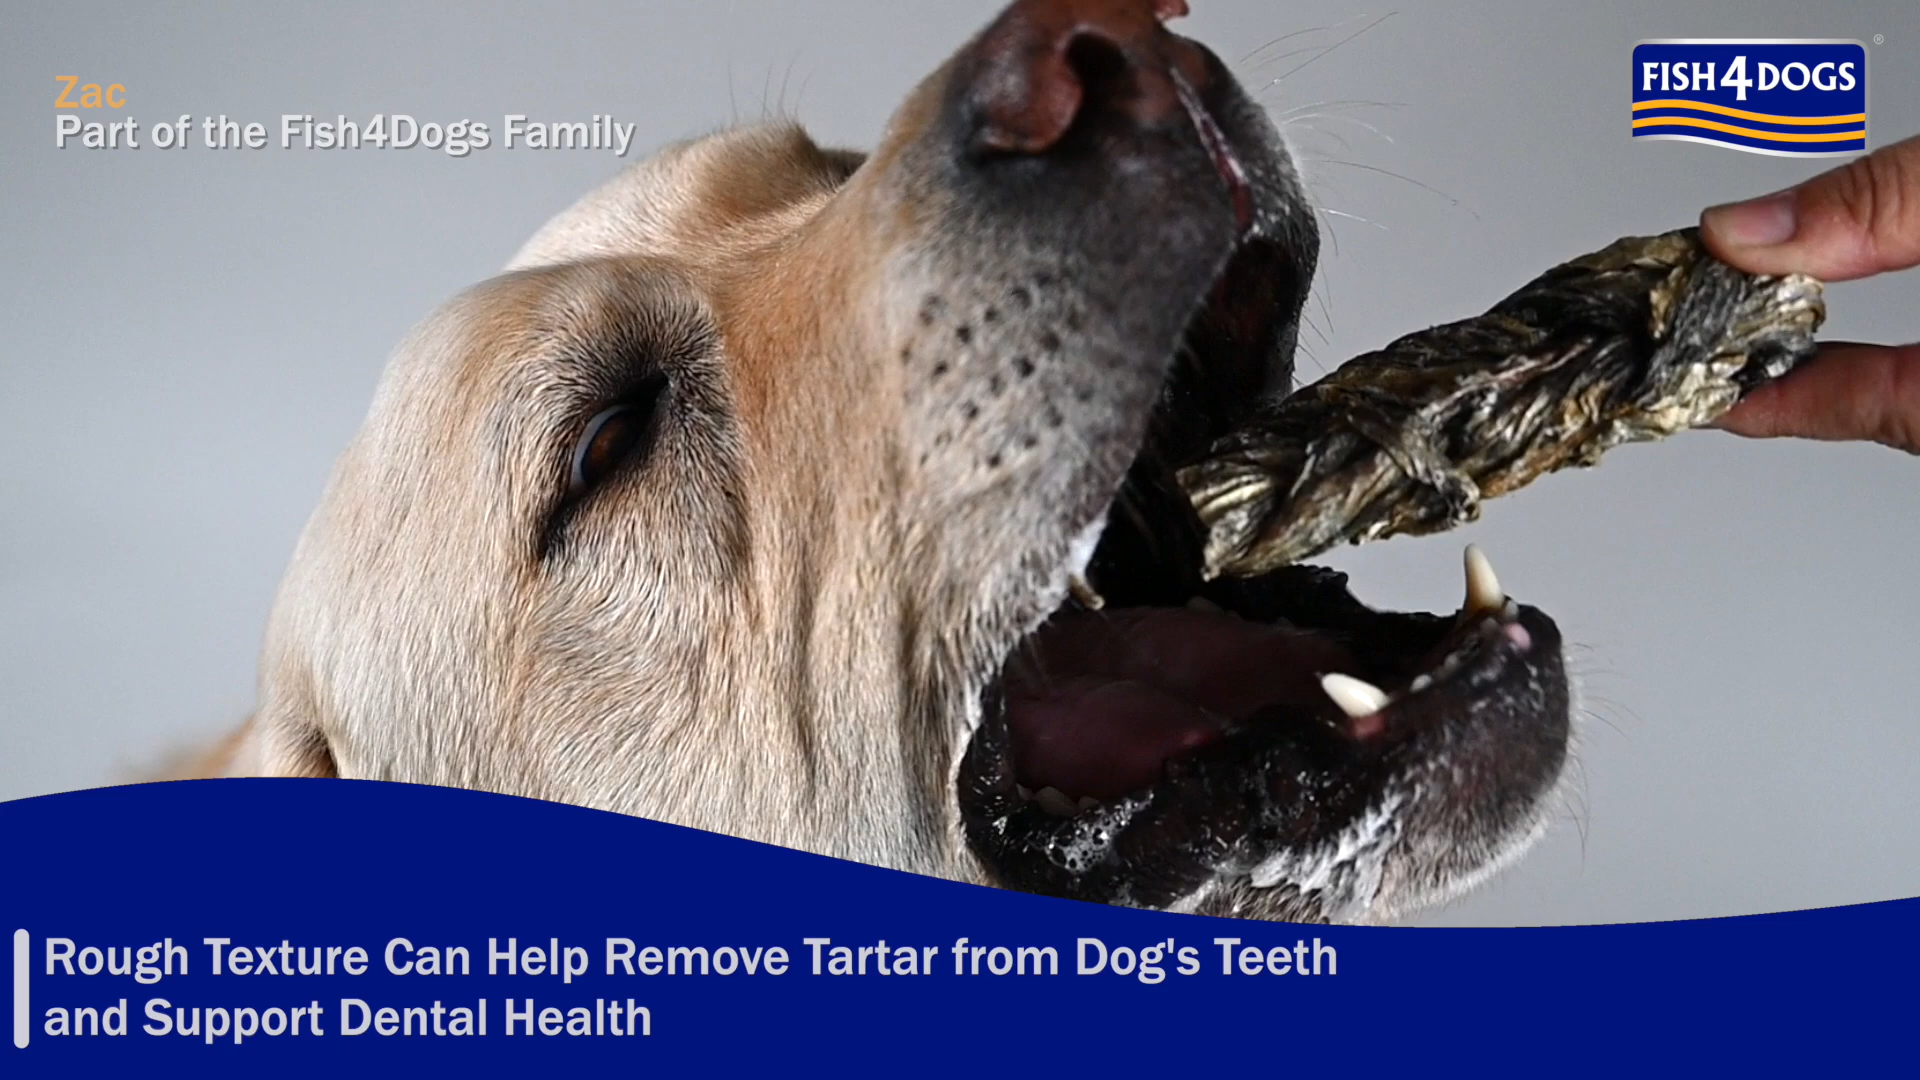 Zac
Part of the Fish4Dogs Family
FISH4DOGS
®
Rough Texture Can Help Remove Tartar from Dog's Teeth
and Support Dental Health